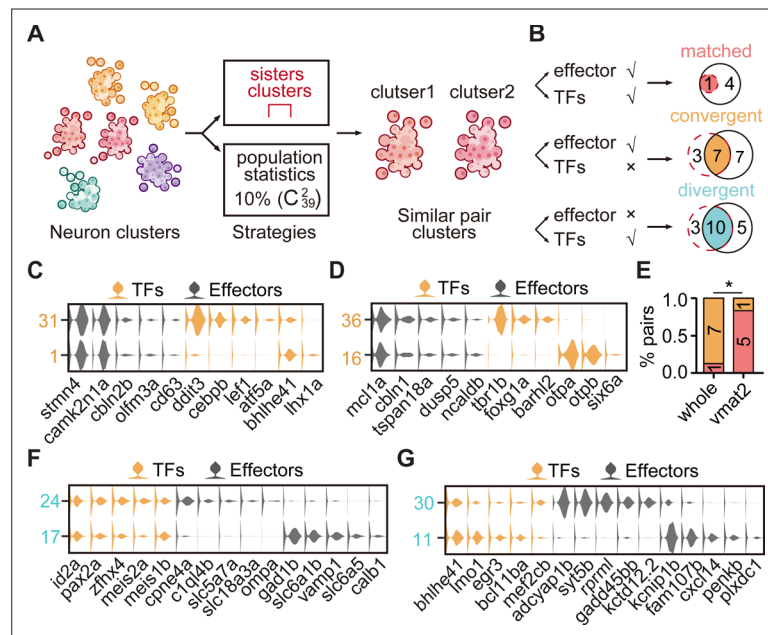 A
sisters
clusters
population
statistics
10% (C²₃₉)
Neuron clusters
Strategies
clutser1 clutser2
Similar pair
clusters
B
effector √
TFs √
matched
1 4
effector √
TFs ×
convergent
3 7 7
effector ×
TFs √
divergent
3 10 5
C
TFs Effectors
31
1
stmn4
camk2n1a
cbln2b
olfm3a
cd63
ddit3
cebpb
lef1
atf5a
bhlhe41
lhx1a
D
TFs Effectors
36
16
mcl1a
cbln1
tspan18a
dusp5
ncaldb
tbr1b
foxg1a
barhl2
otpa
otpb
six6a
E
*
% pairs
1.0
0.5
0.0
7
1
1
5
whole
vmat2
F
TFs Effectors
24
17
id2a
pax2a
zfhx4
meis2a
meis1b
cpne4a
c1ql4b
slc5a7a
slc18a3a
ompa
gad1b
slc6a1b
vamp1
slc6a5
calb1
G
TFs Effectors
30
11
bhlhe41
lmo1
egr3
bcl11ba
mef2cb
adcyap1b
syt5b
rprml
gadd45bb
kctd12.2
kcnip1b
fam107b
cxcl14
penkb
plxdc1